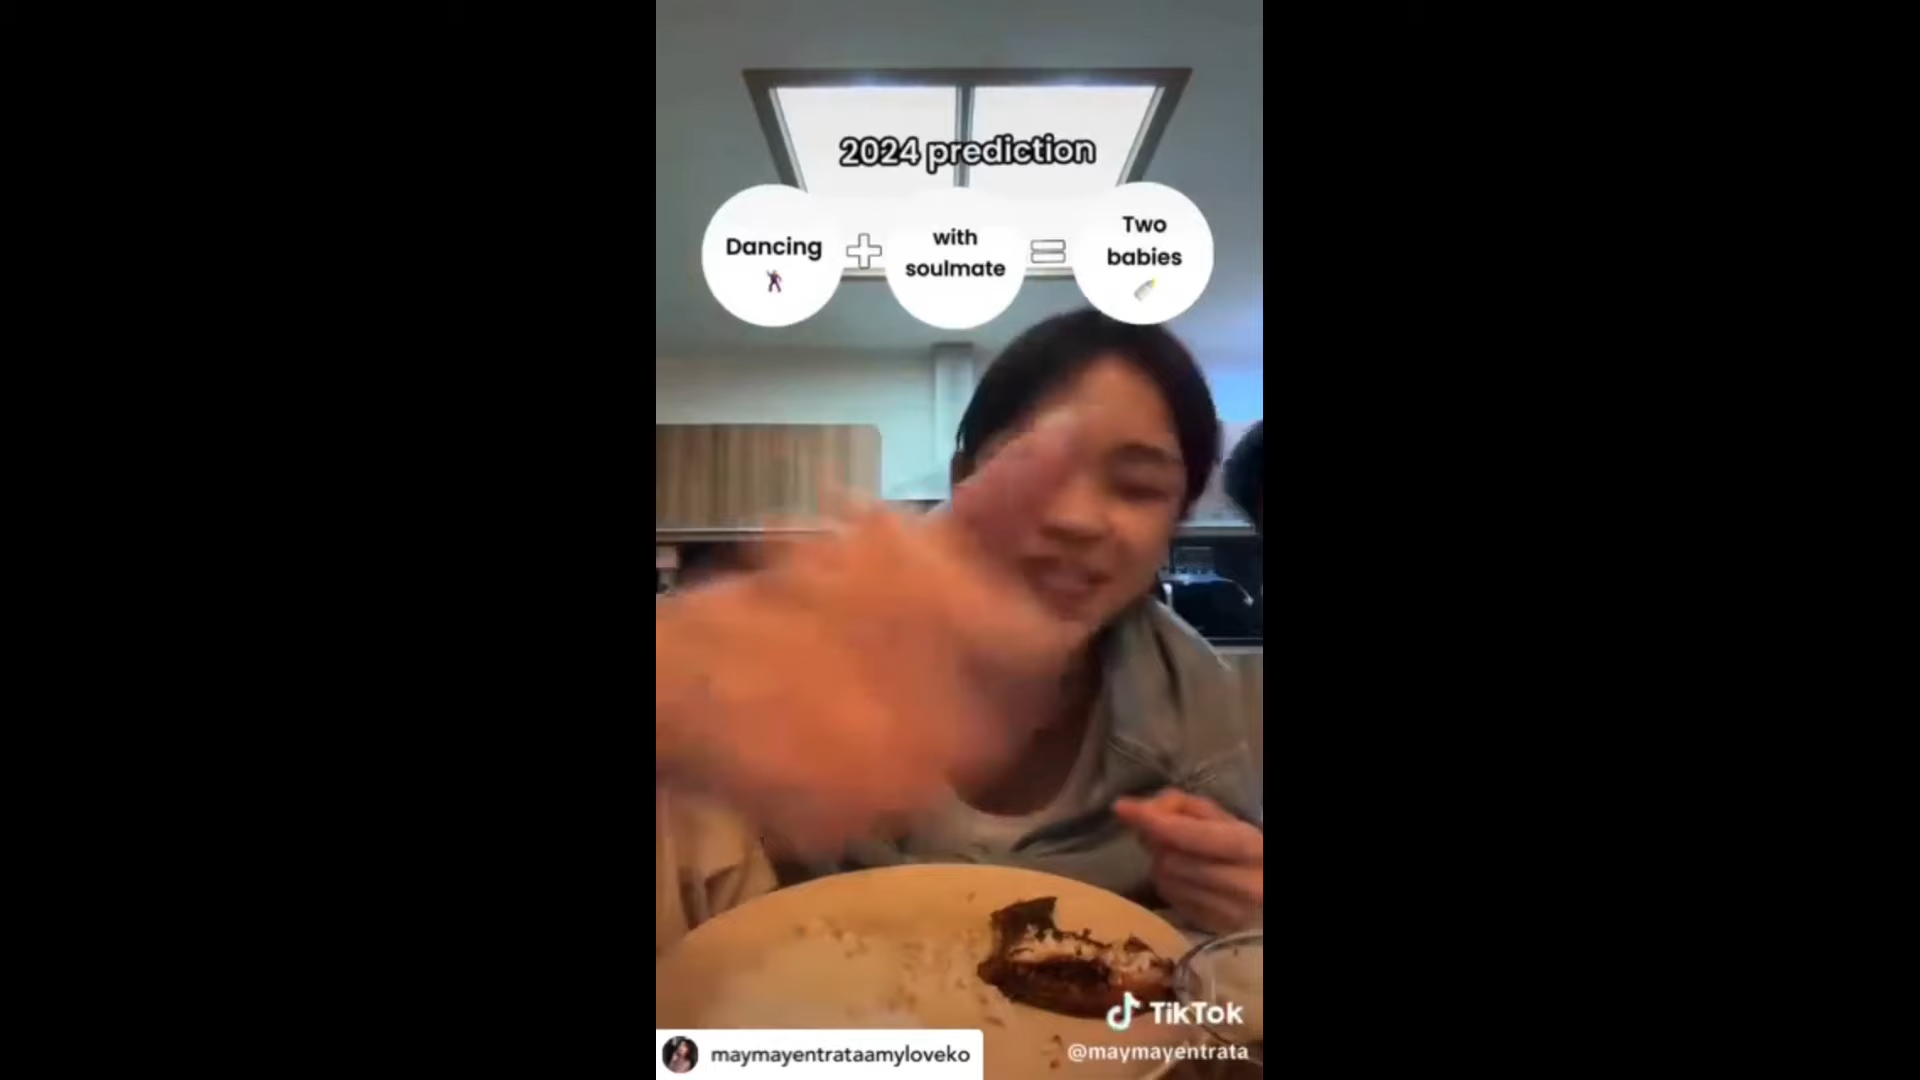 2024 prediction
Dancing
with
soulmate
Two
babies
TikTok
@maymayentrata
maymayentrataamyloveko